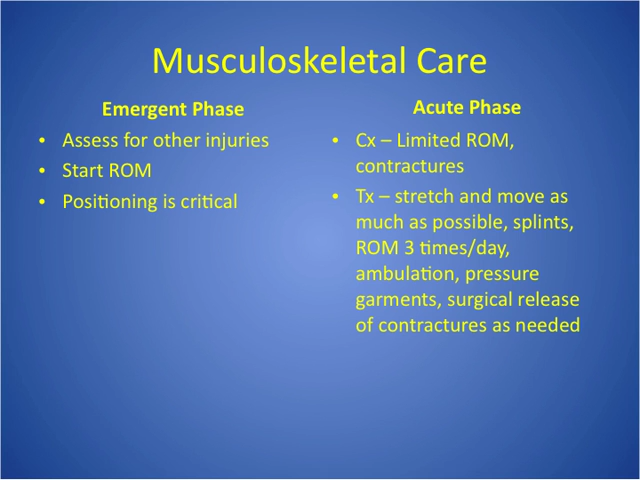 Musculoskeletal Care
Emergent Phase
• Assess for other injuries
• Start ROM
• Positioning is critical
Acute Phase
• Cx – Limited ROM,
contractures
• Tx – stretch and move as
much as possible, splints,
ROM 3 times/day,
ambulation, pressure
garments, surgical release
of contractures as needed